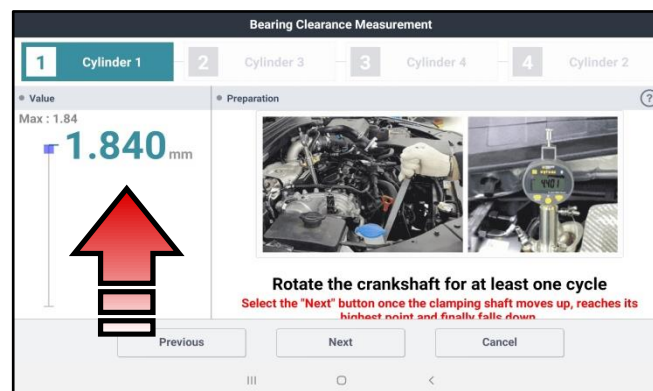 Bearing Clearance Measurement
1 Cylinder 1 2 Cylinder 3 3 Cylinder 4 4 Cylinder 2
Value
Preparation
?
Max : 1.84
1.840 mm
Rotate the crankshaft for at least one cycle
Select the "Next" button once the clamping shaft moves up, reaches its
highest point and finally falls down
Previous Next Cancel